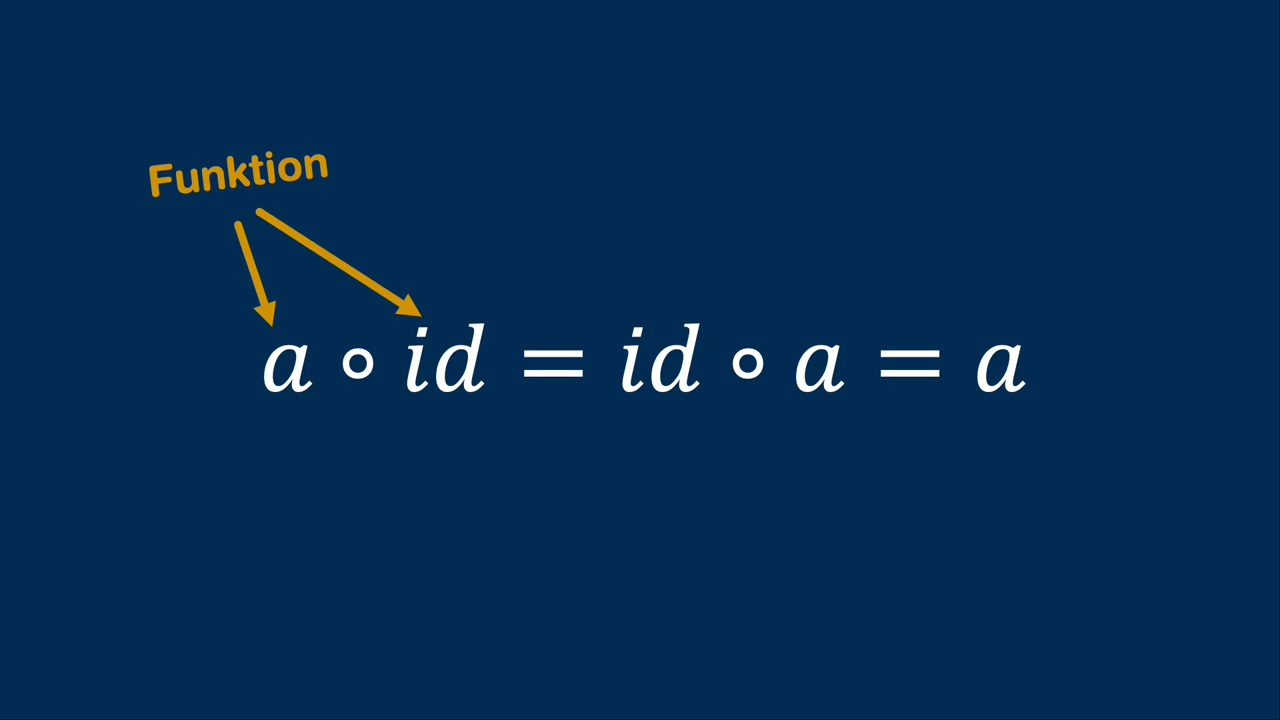 Funktion
a ∘ id = id ∘ a = a